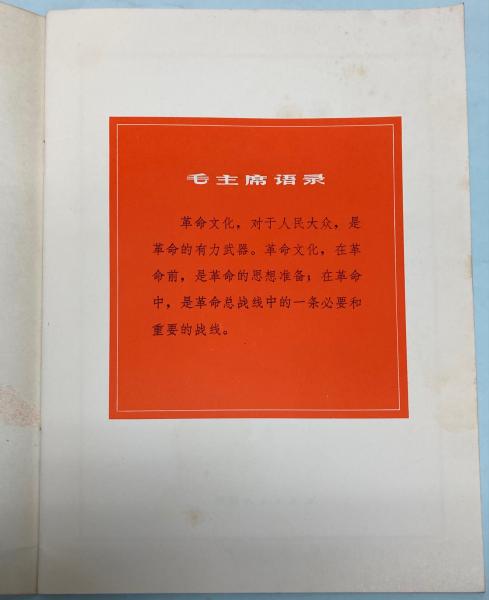 毛主席语录
革命文化，对于人民大众，是
革命的有力武器。革命文化，在革
命前，是革命的思想准备；在革命
中，是革命总战线中的一条必要和
重要的战线。